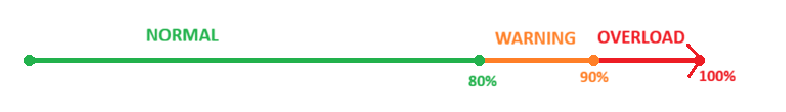 NORMAL
WARNING
OVERLOAD
80%
90%
100%